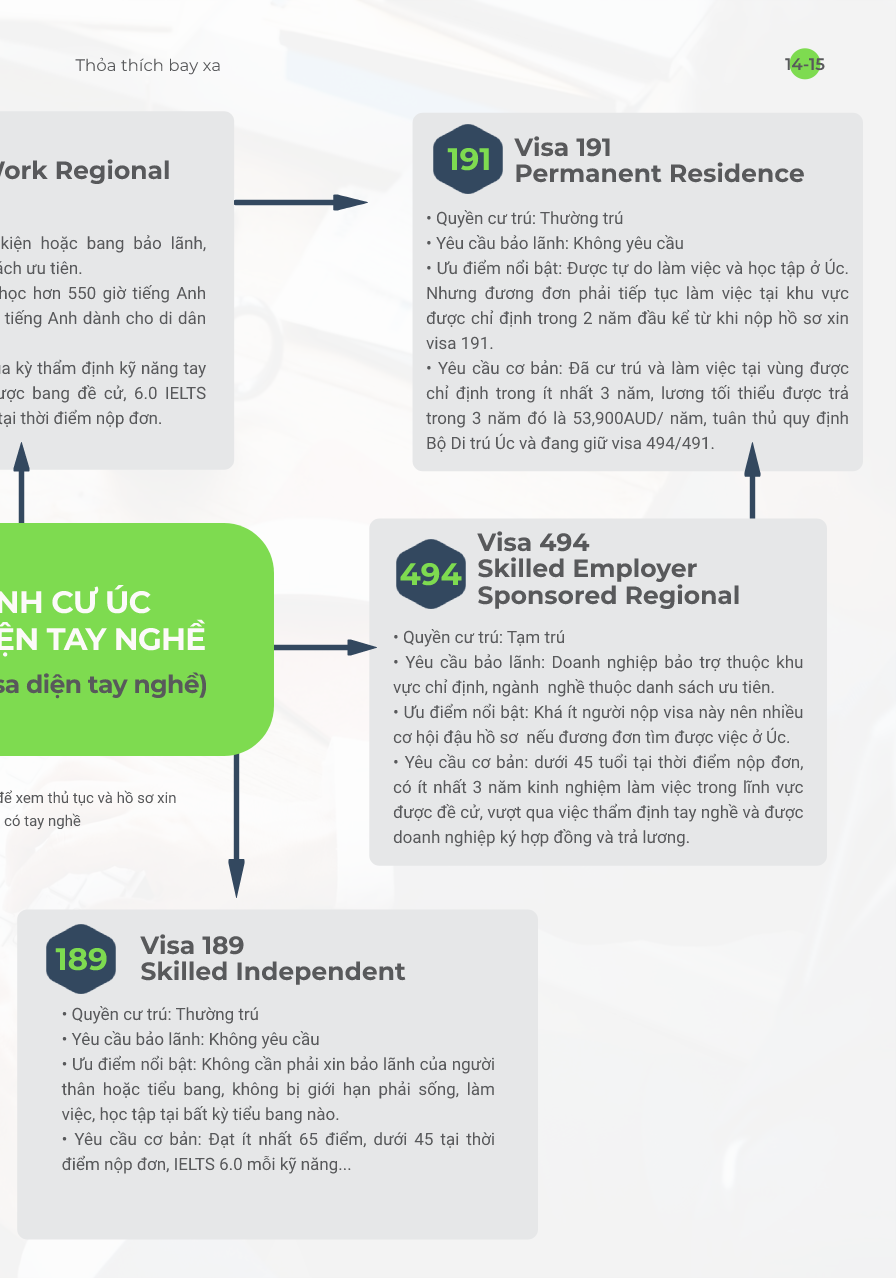 Thỏa thích bay xa
14-15
Work Regional
kiện hoặc bang bảo lãnh,
ách ưu tiên.
học hơn 550 giờ tiếng Anh
tiếng Anh dành cho di dân
ua kỳ thẩm định kỹ năng tay
ược bang đề cử, 6.0 IELTS
tại thời điểm nộp đơn.
191
Visa 191
Permanent Residence
• Quyền cư trú: Thường trú
• Yêu cầu bảo lãnh: Không yêu cầu
• Ưu điểm nổi bật: Được tự do làm việc và học tập ở Úc.
Nhưng đương đơn phải tiếp tục làm việc tại khu vực
được chỉ định trong 2 năm đầu kể từ khi nộp hồ sơ xin
visa 191.
• Yêu cầu cơ bản: Đã cư trú và làm việc tại vùng được
chỉ định trong ít nhất 3 năm, lương tối thiểu được trả
trong 3 năm đó là 53,900AUD/ năm, tuân thủ quy định
Bộ Di trú Úc và đang giữ visa 494/491.
NH CƯ ÚC
ỆN TAY NGHỀ
sa diện tay nghề)
để xem thủ tục và hồ sơ xin
có tay nghề
494
Visa 494
Skilled Employer
Sponsored Regional
• Quyền cư trú: Tạm trú
• Yêu cầu bảo lãnh: Doanh nghiệp bảo trợ thuộc khu
vực chỉ định, ngành nghề thuộc danh sách ưu tiên.
• Ưu điểm nổi bật: Khá ít người nộp visa này nên nhiều
cơ hội đậu hồ sơ nếu đương đơn tìm được việc ở Úc.
• Yêu cầu cơ bản: dưới 45 tuổi tại thời điểm nộp đơn,
có ít nhất 3 năm kinh nghiệm làm việc trong lĩnh vực
được đề cử, vượt qua việc thẩm định tay nghề và được
doanh nghiệp ký hợp đồng và trả lương.
189
Visa 189
Skilled Independent
• Quyền cư trú: Thường trú
• Yêu cầu bảo lãnh: Không yêu cầu
• Ưu điểm nổi bật: Không cần phải xin bảo lãnh của người
thân hoặc tiểu bang, không bị giới hạn phải sống, làm
việc, học tập tại bất kỳ tiểu bang nào.
• Yêu cầu cơ bản: Đạt ít nhất 65 điểm, dưới 45 tại thời
điểm nộp đơn, IELTS 6.0 mỗi kỹ năng...